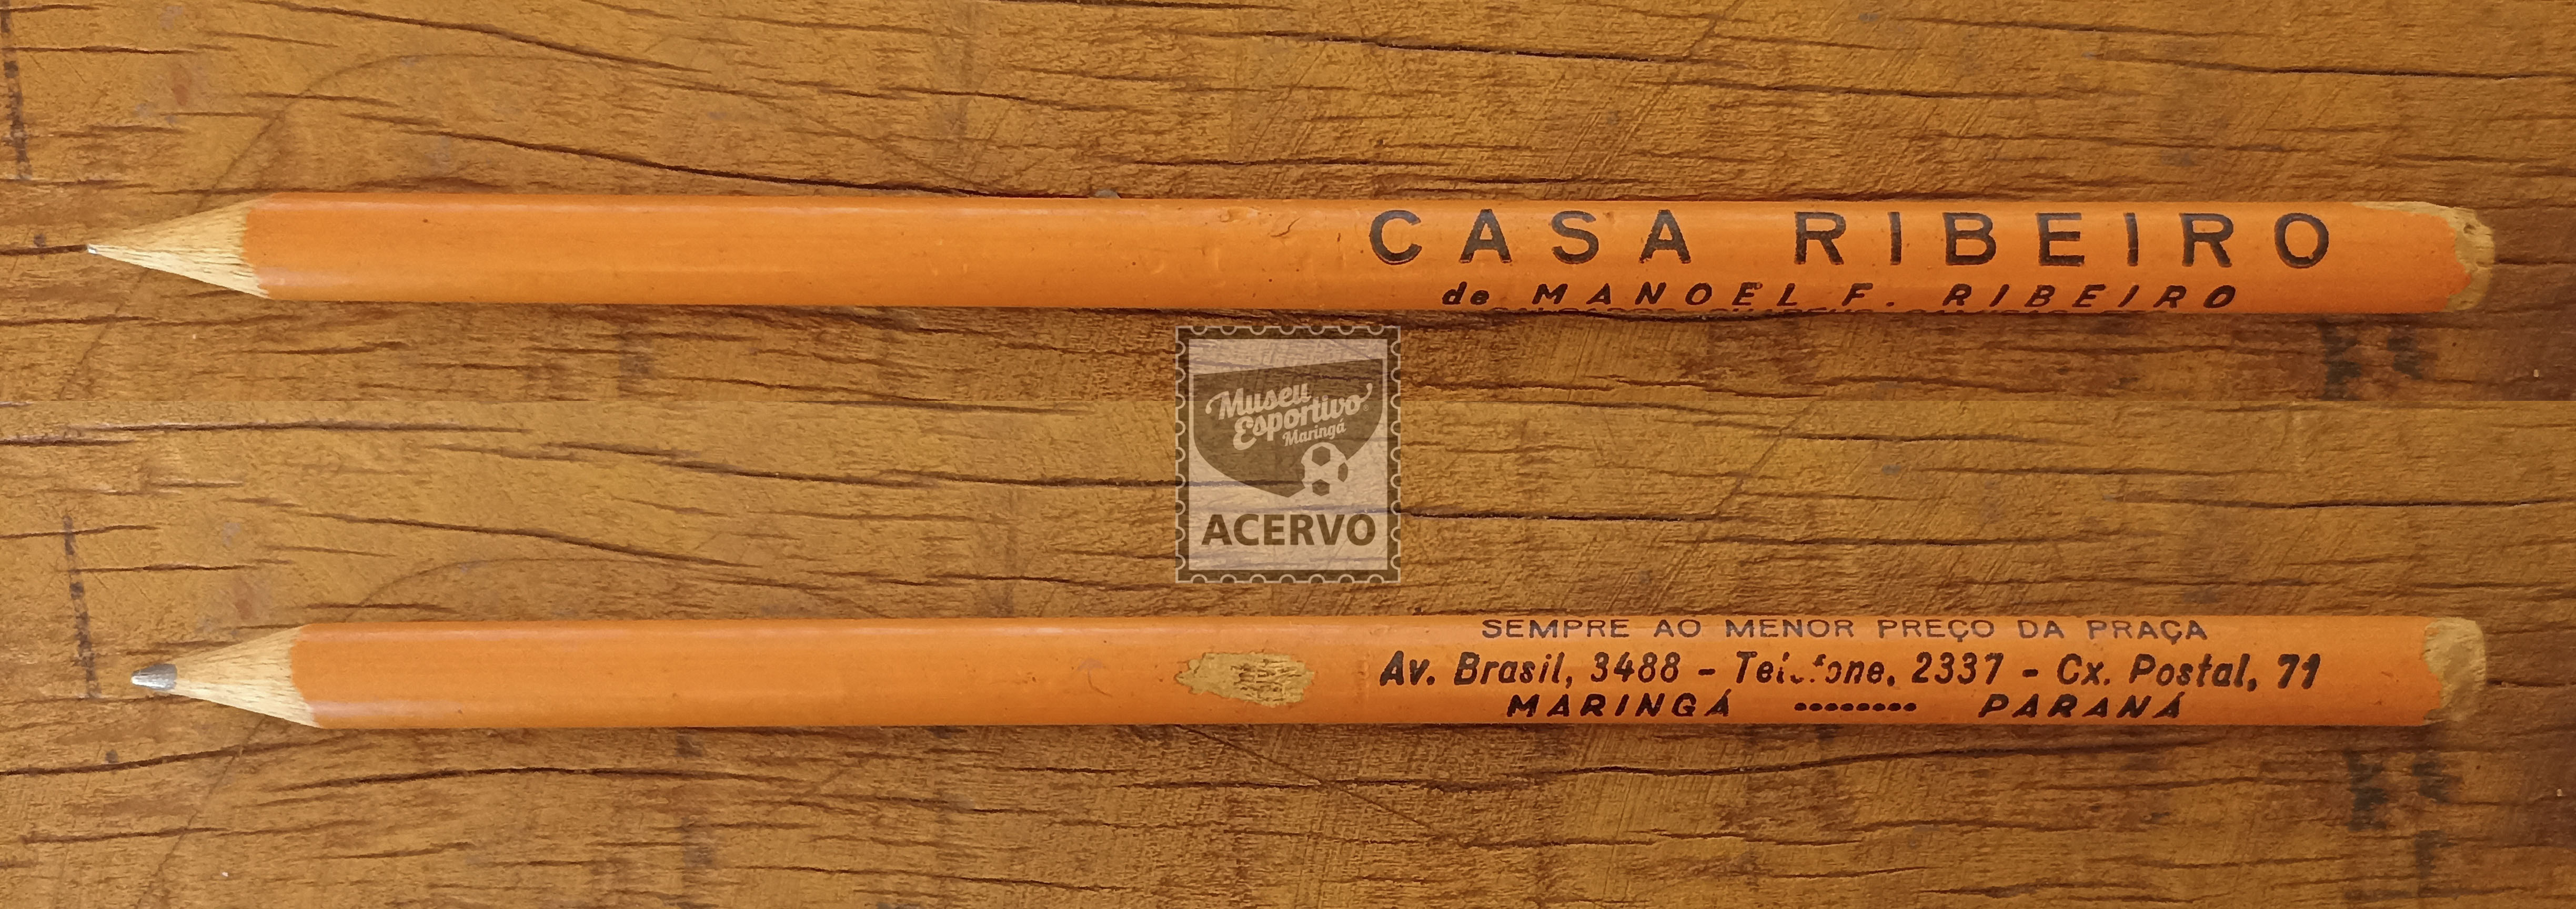 CASA RIBEIRO
de MANOEL F. RIBEIRO
Museu
Esportivo
Maringá
ACERVO
SEMPRE AO MENOR PREÇO DA PRAÇA
Av. Brasil, 3488 - Telefone, 2337 - Cx. Postal, 71
MARINGÁ ........ PARANÁ